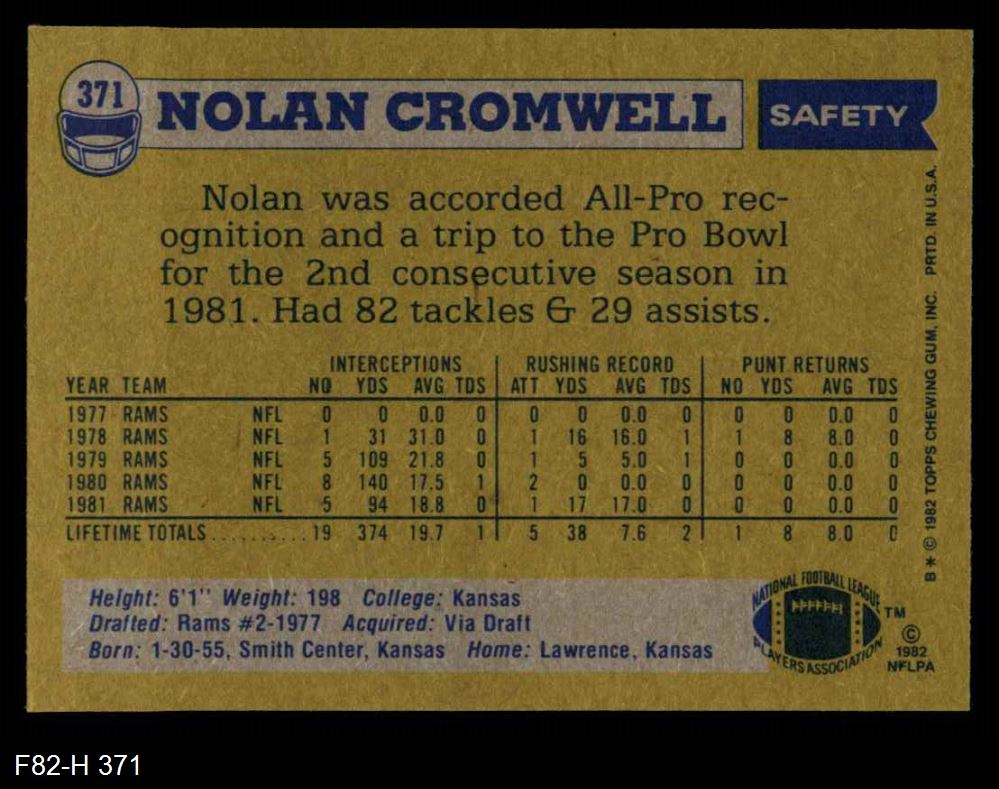 371
NOLAN CROMWELL
SAFETY
Nolan was accorded All-Pro rec-
ognition and a trip to the Pro Bowl
for the 2nd consecutive season in
1981. Had 82 tackles & 29 assists.
INTERCEPTIONS RUSHING RECORD PUNT RETURNS
YEAR TEAM NO YDS AVG TDS ATT YDS AVG TDS NO YDS AVG TDS
1977 RAMS NFL 0 0 0.0 0 0 0 0.0 0 0 0 0.0 0
1978 RAMS NFL 1 31 31.0 0 1 16 16.0 1 1 8 8.0 0
1979 RAMS NFL 5 109 21.8 0 1 5 5.0 1 0 0 0.0 0
1980 RAMS NFL 8 140 17.5 1 2 0 0.0 0 0 0 0.0 0
1981 RAMS NFL 5 94 18.8 0 1 17 17.0 0 0 0 0.0 0
LIFETIME TOTALS........... 19 374 19.7 1 5 38 7.6 2 1 8 8.0 0
Height: 6'1" Weight: 198 College: Kansas
Drafted: Rams #2-1977 Acquired: Via Draft
Born: 1-30-55, Smith Center, Kansas Home: Lawrence, Kansas
NATIONAL FOOTBALL LEAGUE
PLAYERS ASSOCIATION
TM
©
1982
NFLPA
B * © 1982 TOPPS CHEWING GUM, INC. PRTD. IN U.S.A.
F82-H 371